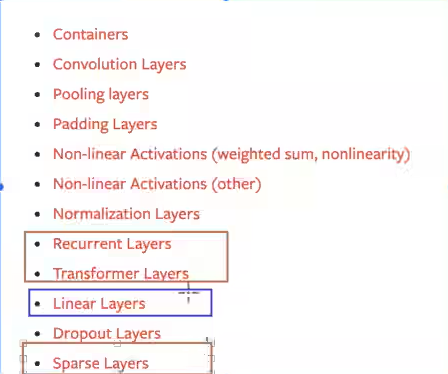 Containers
Convolution Layers
Pooling layers
Padding Layers
Non-linear Activations (weighted sum, nonlinearity)
Non-linear Activations (other)
Normalization Layers
Recurrent Layers
Transformer Layers
Linear Layers
Dropout Layers
Sparse Layers